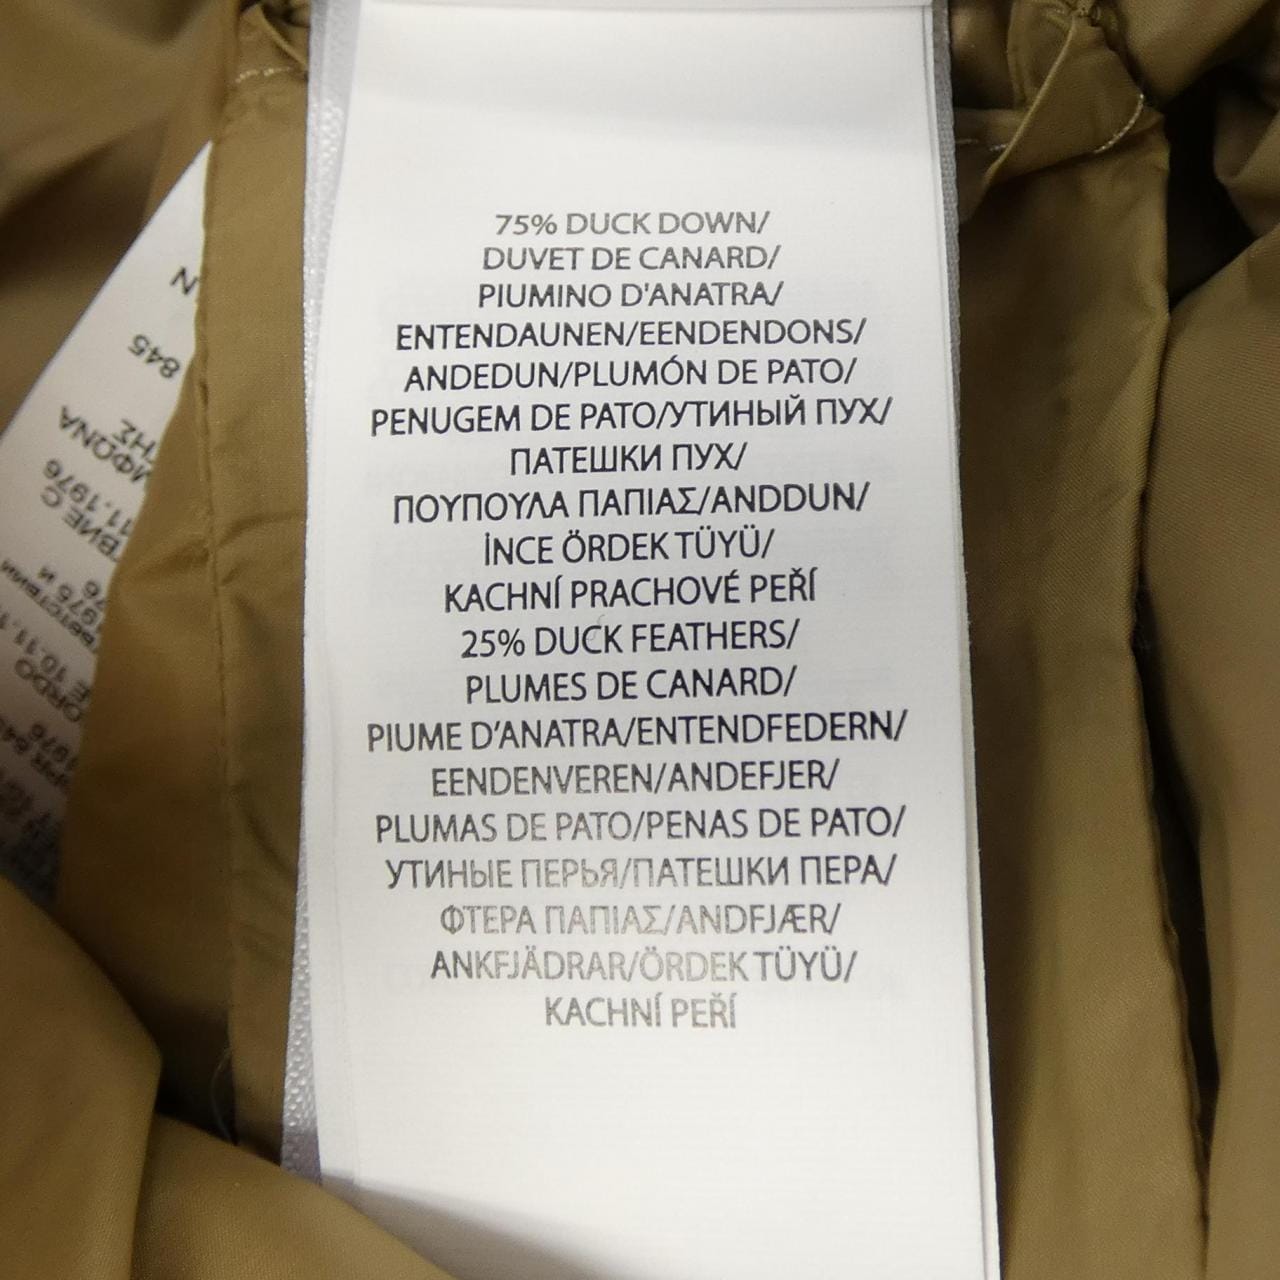 75% DUCK DOWN/
DUVET DE CANARD/
PIUMINO D'ANATRA/
ENTENDAUNEN/EENDENDONS/
ANDEDUN/PLUMÓN DE PATO/
PENUGEM DE PATO/УТИНЫЙ ПУХ/
ПАТЕШКИ ПУХ/
ΠΟΥΠΟΥΛΑ ΠΑΠΙΑΣ/ANDDUN/
İNCE ÖRDEK TÜYÜ/
KACHNÍ PRACHOVÉ PEŘÍ
25% DUCK FEATHERS/
PLUMES DE CANARD/
PIUME D'ANATRA/ENTENDFEDERN/
EENDENVEREN/ANDEFJER/
PLUMAS DE PATO/PENAS DE PATO/
УТИНЫЕ ПЕРЬЯ/ПАТЕШКИ ПЕРА/
ΦΤΕΡΑ ΠΑΠΙΑΣ/ANDFJÆR/
ANKFJÄDRAR/ÖRDEK TÜYÜ/
KACHNÍ PEŘÍ
845
11.1976